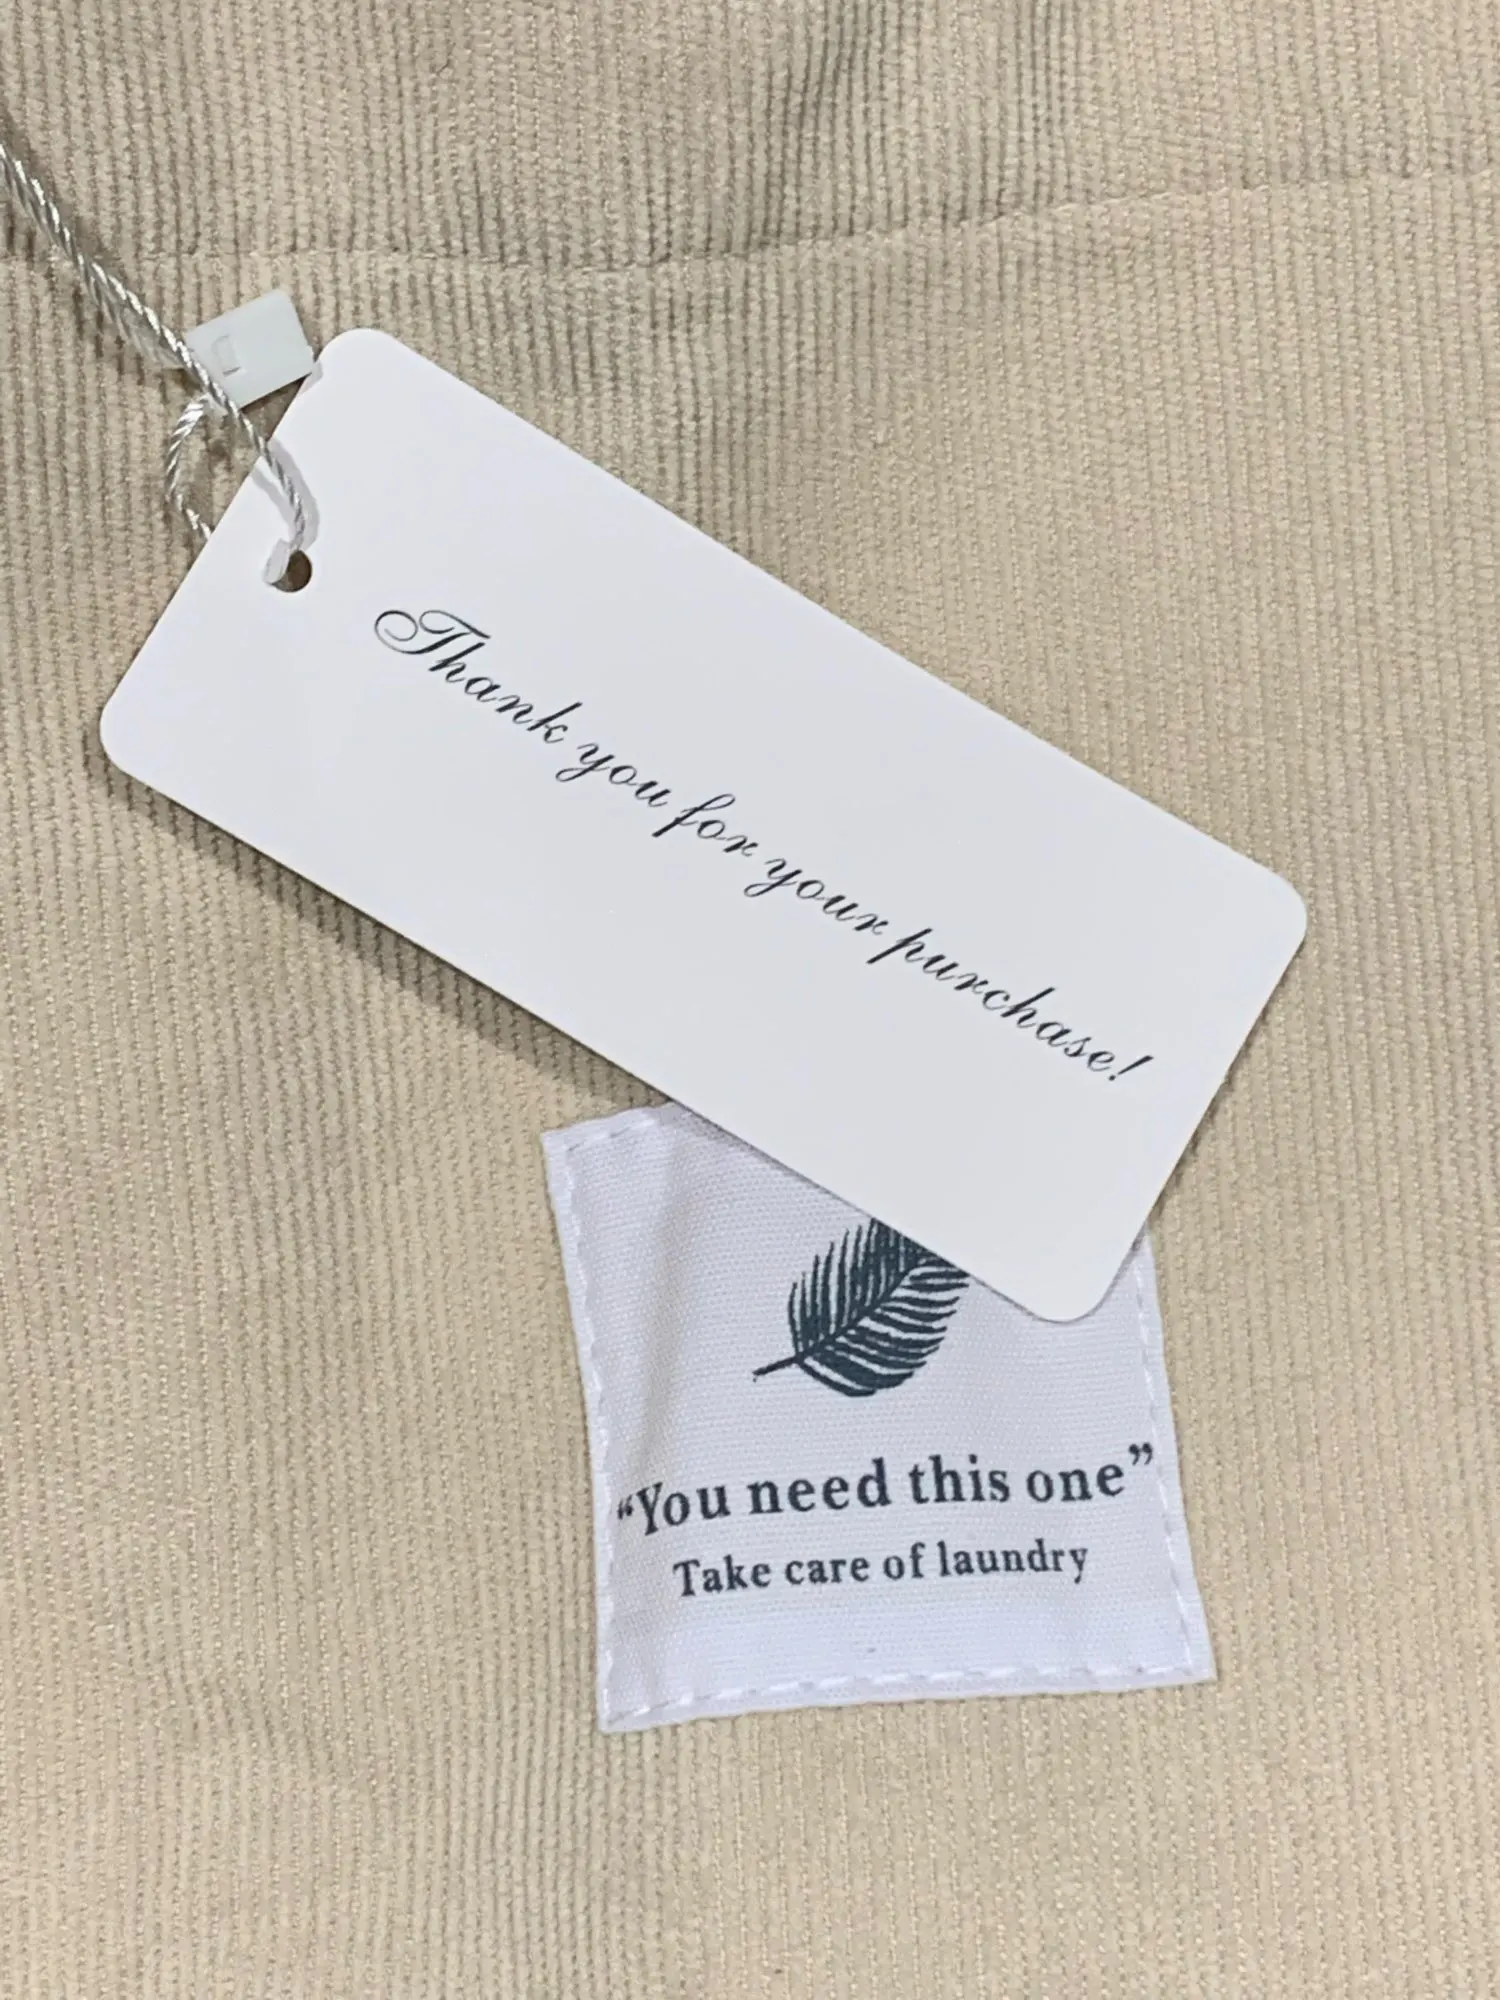 Thank you for your purchase!
“You need this one”
Take care of laundry